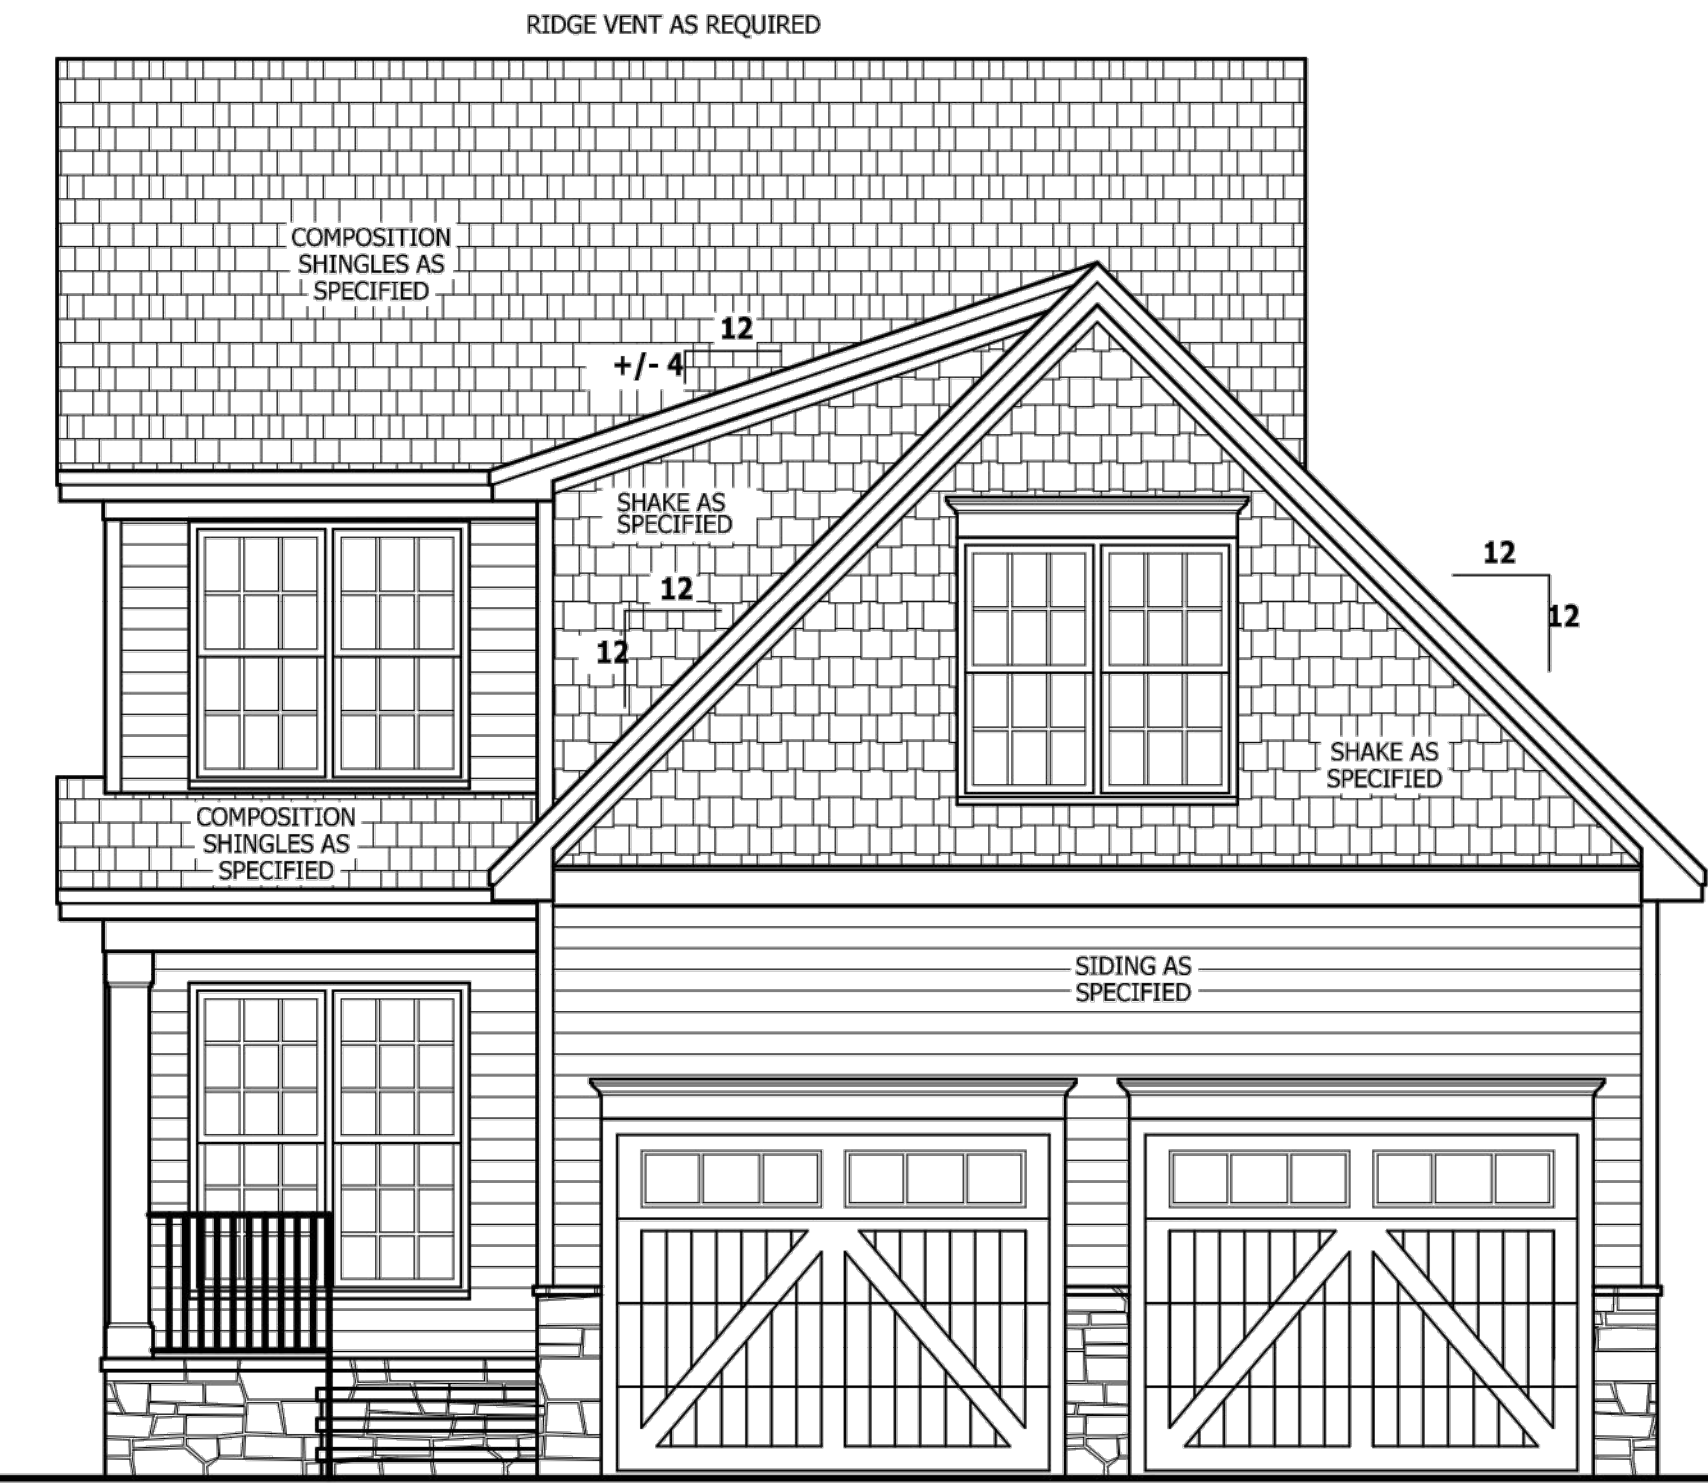 RIDGE VENT AS REQUIRED
COMPOSITION
SHINGLES AS
SPECIFIED
12
+/- 4
SHAKE AS
SPECIFIED
12
12
12
12
SHAKE AS
SPECIFIED
COMPOSITION
SHINGLES AS
SPECIFIED
SIDING AS
SPECIFIED